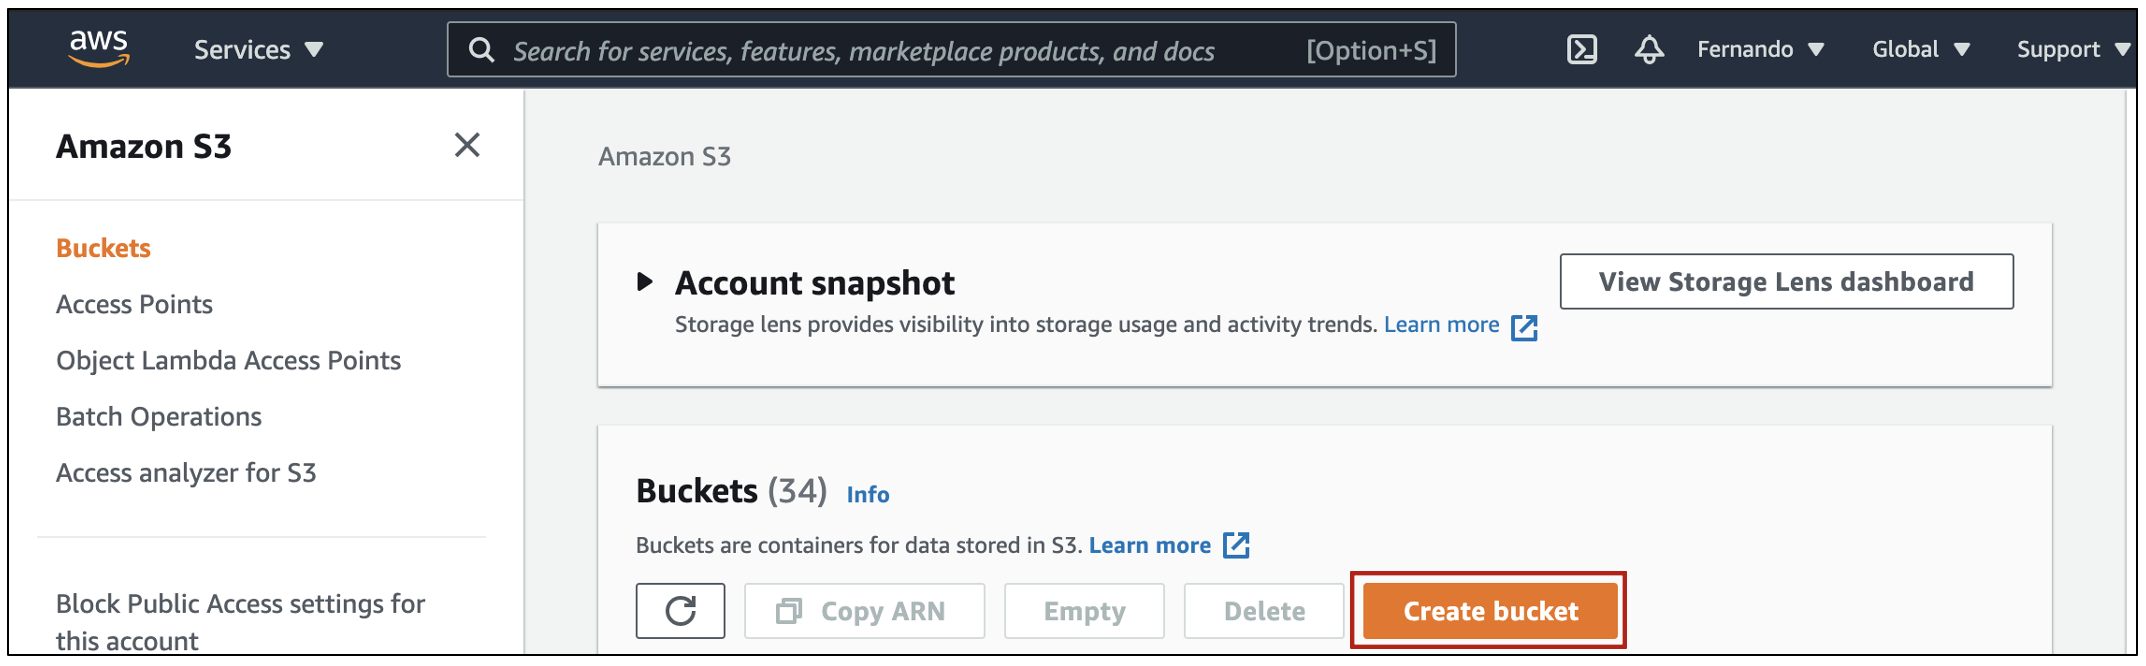 aws Services Search for services, features, marketplace products, and docs [Option+S] Fernando Global Support
Amazon S3
Buckets
Access Points
Object Lambda Access Points
Batch Operations
Access analyzer for S3
Block Public Access settings for
this account
Amazon S3
Account snapshot
View Storage Lens dashboard
Storage lens provides visibility into storage usage and activity trends. Learn more
Buckets (34) Info
Buckets are containers for data stored in S3. Learn more
Copy ARN Empty Delete Create bucket